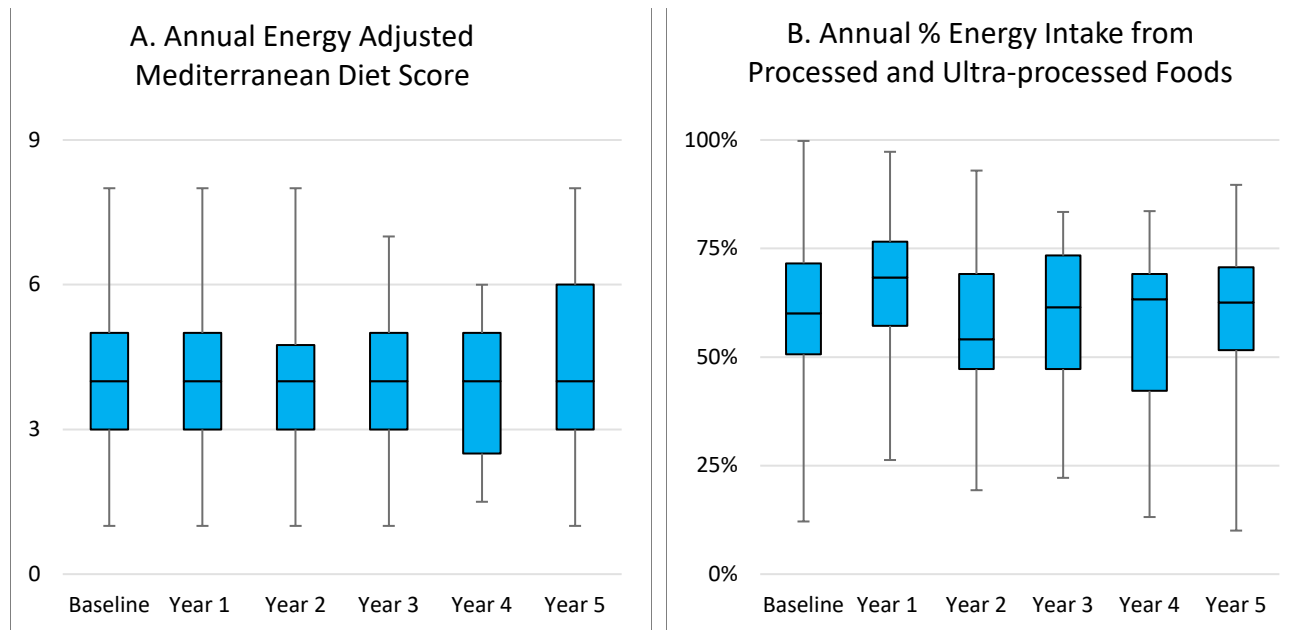 A. Annual Energy Adjusted
Mediterranean Diet Score
9
6
3
0
Baseline Year 1 Year 2 Year 3 Year 4 Year 5
B. Annual % Energy Intake from
Processed and Ultra-processed Foods
100%
75%
50%
25%
0%
Baseline Year 1 Year 2 Year 3 Year 4 Year 5